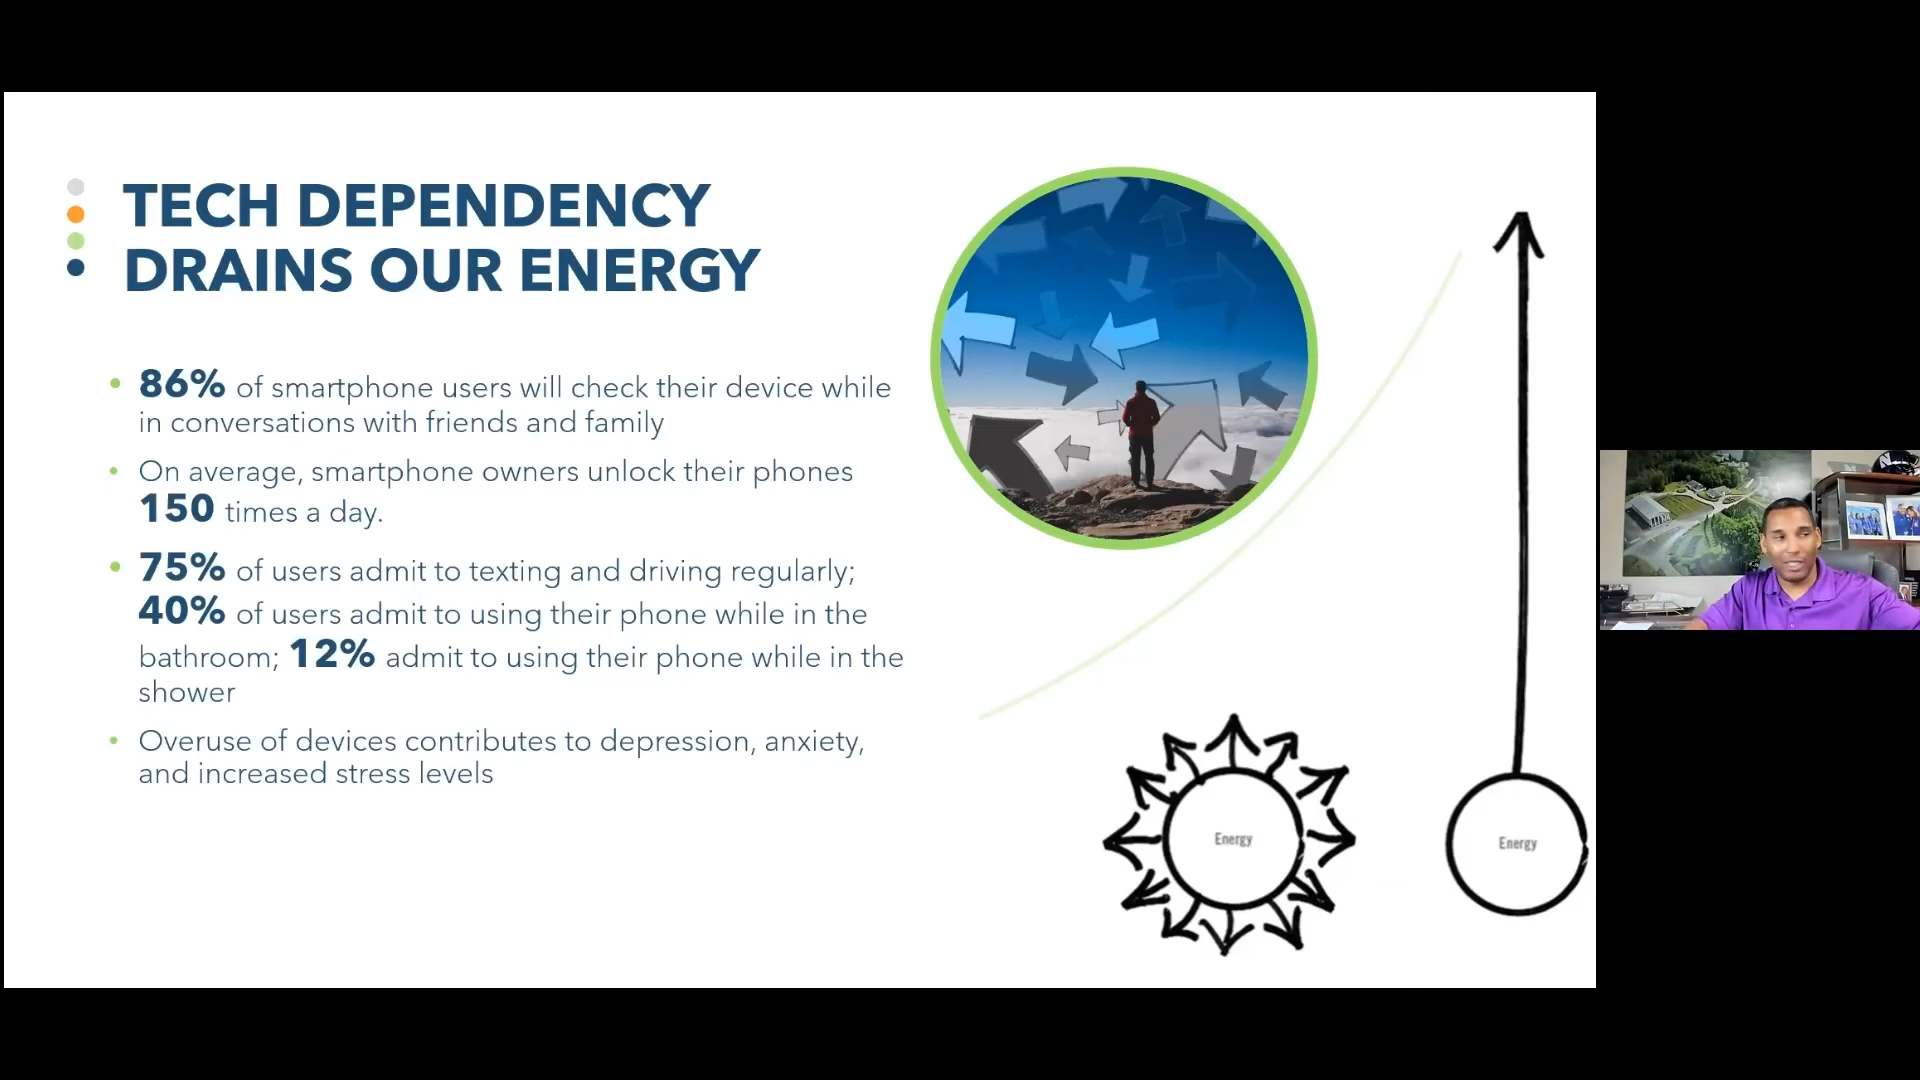 TECH DEPENDENCY
DRAINS OUR ENERGY
• 86% of smartphone users will check their device while
in conversations with friends and family
• On average, smartphone owners unlock their phones
150 times a day.
• 75% of users admit to texting and driving regularly;
40% of users admit to using their phone while in the
bathroom; 12% admit to using their phone while in the
shower
• Overuse of devices contributes to depression, anxiety,
and increased stress levels
Energy
Energy